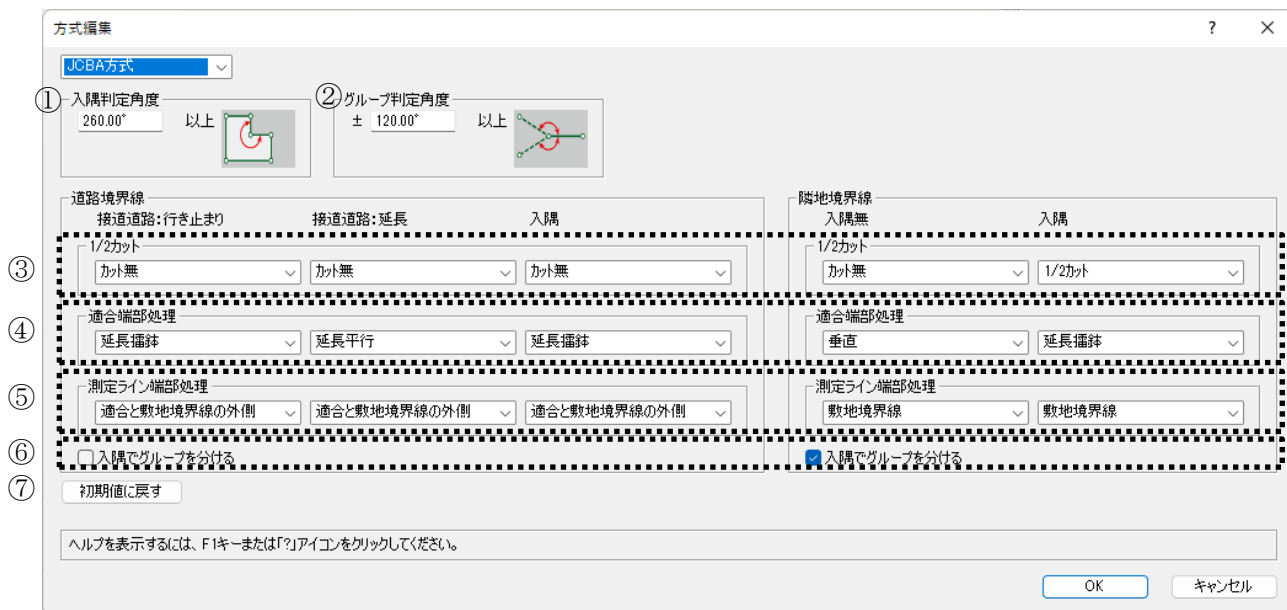 方式編集 ? ×
JCBA方式
① 入隅判定角度 ② グループ判定角度
260.00° 以上 ± 120.00° 以上
道路境界線 隣地境界線
接道道路:行き止まり 接道道路:延長 入隅 入隅無 入隅
1/2カット 1/2カット
③ カット無 カット無 カット無 カット無 1/2カット
適合端部処理 適合端部処理
④ 延長擂鉢 延長平行 延長擂鉢 垂直 延長擂鉢
測定ライン端部処理 測定ライン端部処理
⑤ 適合と敷地境界線の外側 適合と敷地境界線の外側 適合と敷地境界線の外側 敷地境界線 敷地境界線
⑥ 入隅でグループを分ける 入隅でグループを分ける
⑦ 初期値に戻す
ヘルプを表示するには、F1キーまたは「?」アイコンをクリックしてください。
OK キャンセル